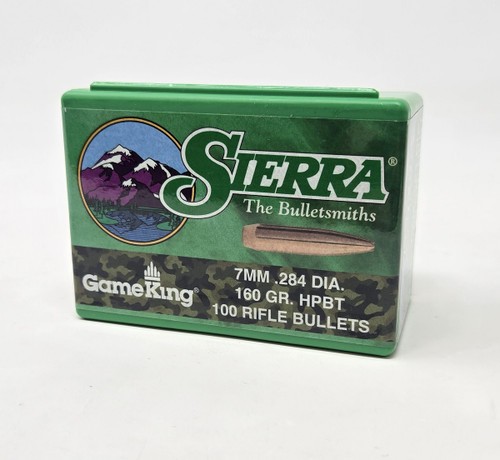 SIERRA®
The Bulletsmiths
GameKing®
7MM .284 DIA.
160 GR. HPBT
100 RIFLE BULLETS